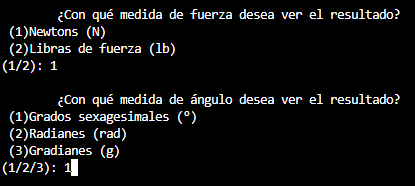 ¿Con qué medida de fuerza desea ver el resultado?
(1)Newtons (N)
(2)Libras de fuerza (lb)
(1/2): 1
¿Con qué medida de ángulo desea ver el resultado?
(1)Grados sexagesimales (º)
(2)Radianes (rad)
(3)Gradianes (g)
(1/2/3): 1